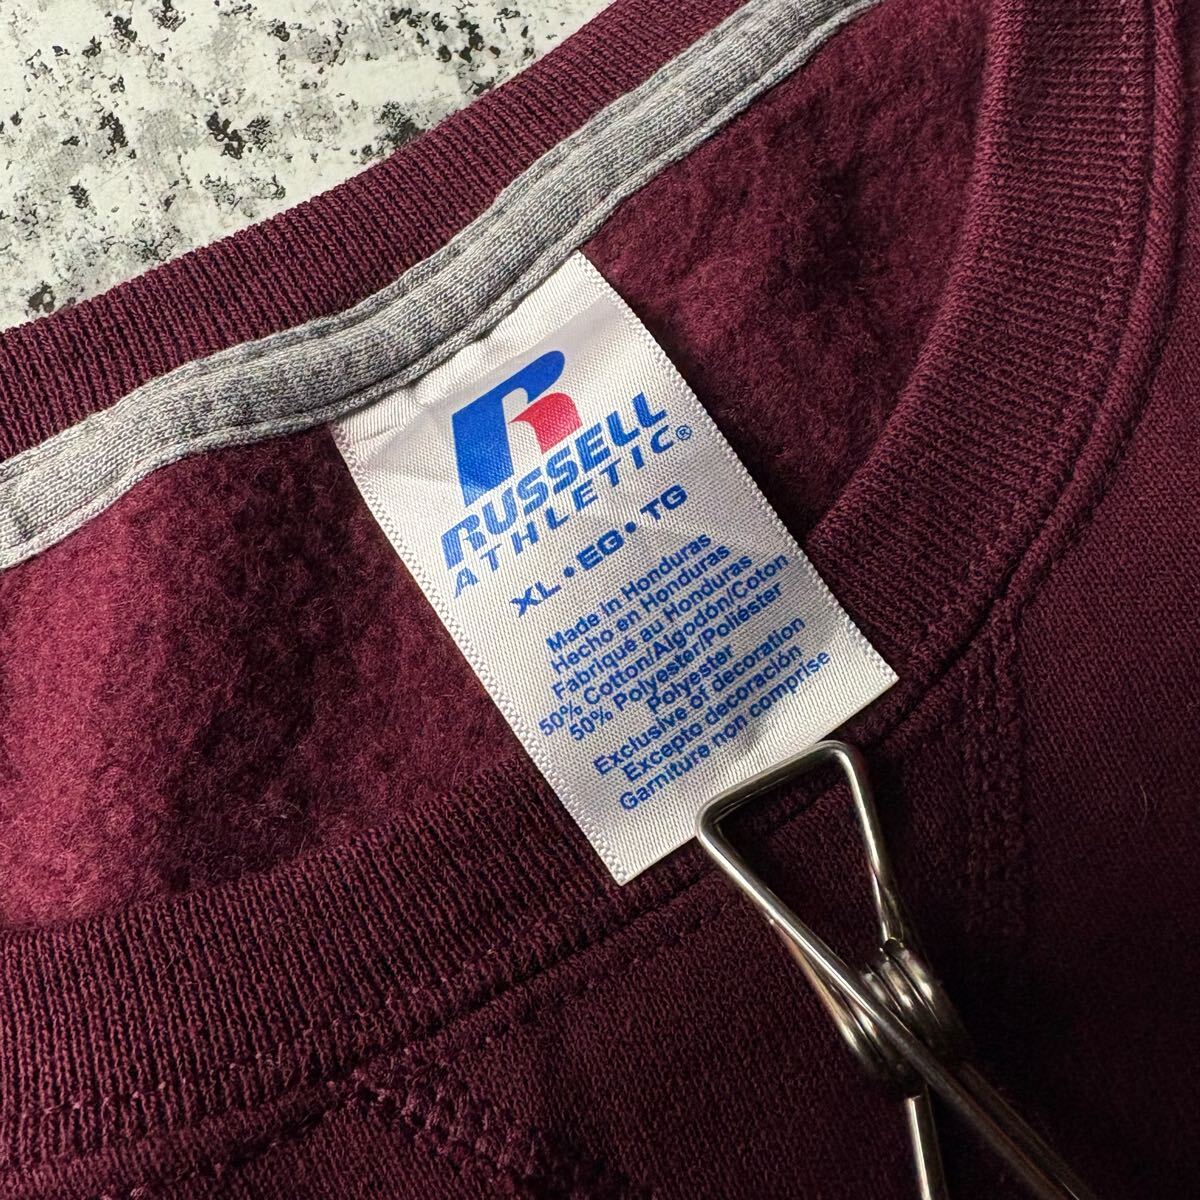 R
RUSSELL
ATHLETIC®
XL • EG • TG
Made in Honduras
Hecho en Honduras
Fabriqué au Honduras
50% Cotton/Algodón/Coton
50% Polyester/Poliéster
Polyester
Exclusive of decoration
Excepto decoración
Garniture non comprise